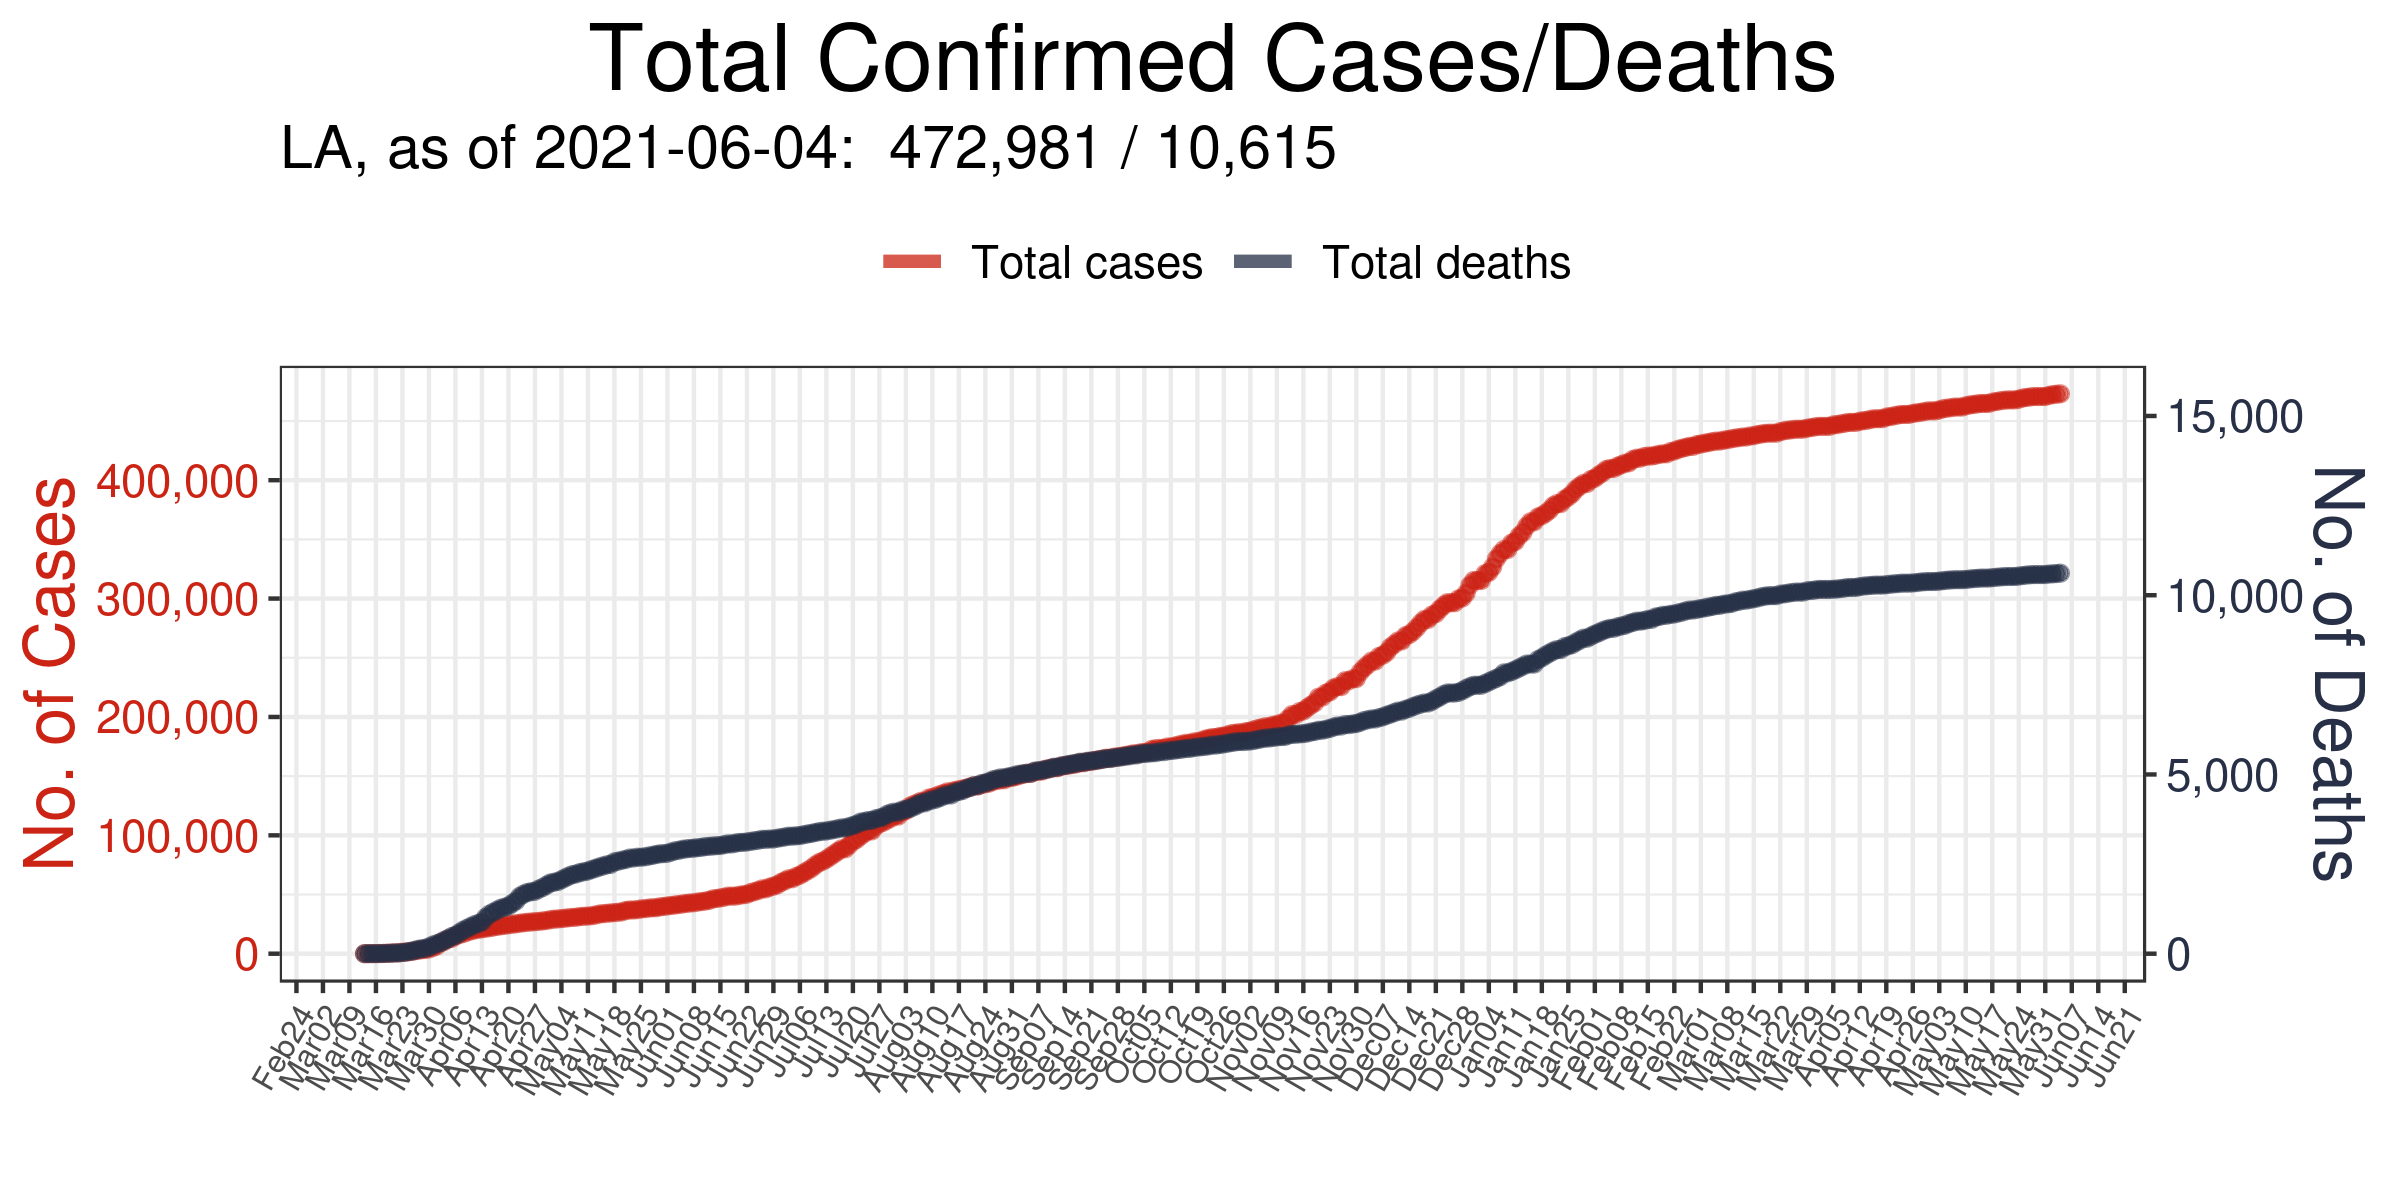 Total Confirmed Cases/Deaths
LA, as of 2021-06-04:  472,981 / 10,615
Total cases
Total deaths
No. of Cases
400,000
300,000
200,000
100,000
0
15,000
10,000
5,000
0
No. of Deaths
Feb24
Mar02
Mar09
Mar16
Mar23
Mar30
Apr06
Apr13
Apr20
Apr27
May04
May11
May18
May25
Jun01
Jun08
Jun15
Jun22
Jun29
Jul06
Jul13
Jul20
Jul27
Aug03
Aug10
Aug17
Aug24
Aug31
Sep07
Sep14
Sep21
Sep28
Oct05
Oct12
Oct19
Oct26
Nov02
Nov09
Nov16
Nov23
Nov30
Dec07
Dec14
Dec21
Dec28
Jan04
Jan11
Jan18
Jan25
Feb01
Feb08
Feb15
Feb22
Mar01
Mar08
Mar15
Mar22
Mar29
Apr05
Apr12
Apr19
Apr26
May03
May10
May17
May24
May31
Jun07
Jun14
Jun21